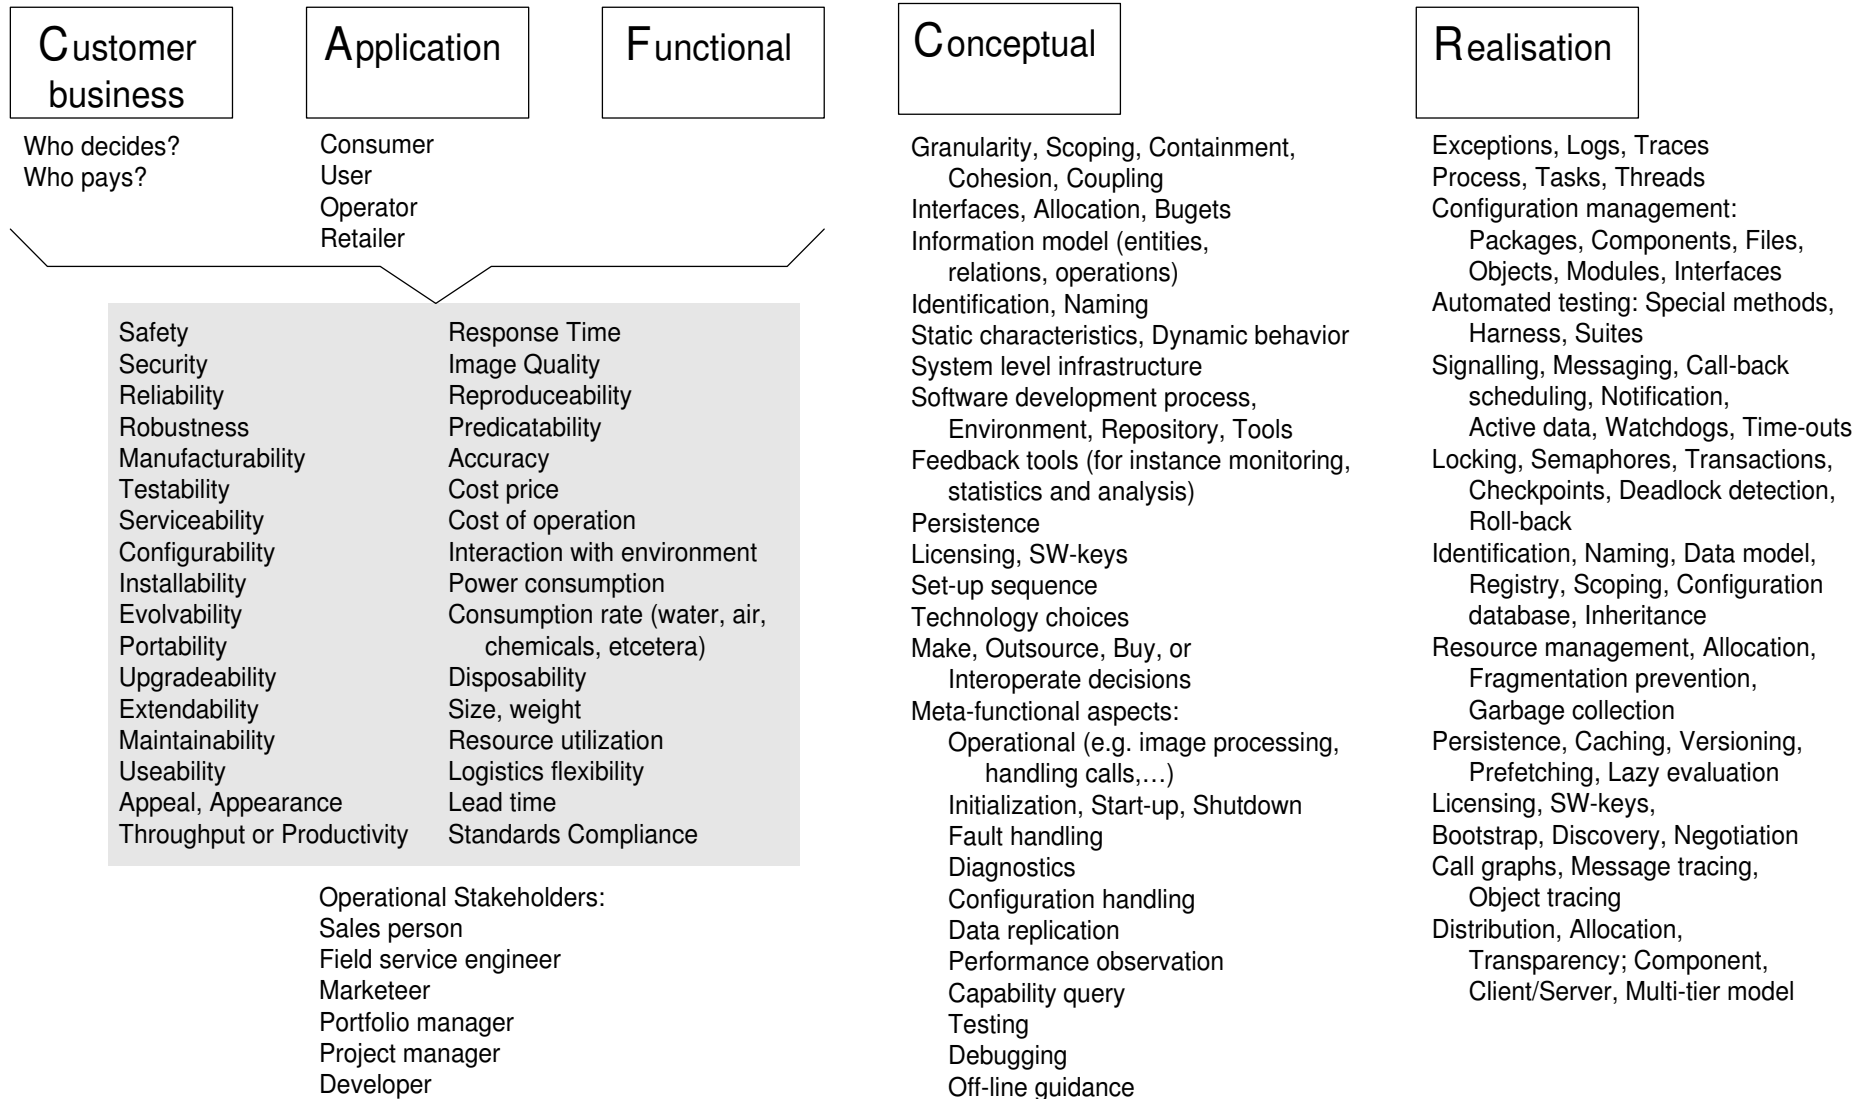 Customer
business
Who decides?
Who pays?
Application
Consumer
User
Operator
Retailer
Functional
Safety
Security
Reliability
Robustness
Manufacturability
Testability
Serviceability
Configurability
Installability
Evolvability
Portability
Upgradeability
Extendability
Maintainability
Useability
Appeal, Appearance
Throughput or Productivity
Response Time
Image Quality
Reproduceability
Predicatability
Accuracy
Cost price
Cost of operation
Interaction with environment
Power consumption
Consumption rate (water, air,
chemicals, etcetera)
Disposability
Size, weight
Resource utilization
Logistics flexibility
Lead time
Standards Compliance
Operational Stakeholders:
Sales person
Field service engineer
Marketeer
Portfolio manager
Project manager
Developer
Conceptual
Granularity, Scoping, Containment,
Cohesion, Coupling
Interfaces, Allocation, Bugets
Information model (entities,
relations, operations)
Identification, Naming
Static characteristics, Dynamic behavior
System level infrastructure
Software development process,
Environment, Repository, Tools
Feedback tools (for instance monitoring,
statistics and analysis)
Persistence
Licensing, SW-keys
Set-up sequence
Technology choices
Make, Outsource, Buy, or
Interoperate decisions
Meta-functional aspects:
Operational (e.g. image processing,
handling calls,…)
Initialization, Start-up, Shutdown
Fault handling
Diagnostics
Configuration handling
Data replication
Performance observation
Capability query
Testing
Debugging
Off-line guidance
Realisation
Exceptions, Logs, Traces
Process, Tasks, Threads
Configuration management:
Packages, Components, Files,
Objects, Modules, Interfaces
Automated testing: Special methods,
Harness, Suites
Signalling, Messaging, Call-back
scheduling, Notification,
Active data, Watchdogs, Time-outs
Locking, Semaphores, Transactions,
Checkpoints, Deadlock detection,
Roll-back
Identification, Naming, Data model,
Registry, Scoping, Configuration
database, Inheritance
Resource management, Allocation,
Fragmentation prevention,
Garbage collection
Persistence, Caching, Versioning,
Prefetching, Lazy evaluation
Licensing, SW-keys,
Bootstrap, Discovery, Negotiation
Call graphs, Message tracing,
Object tracing
Distribution, Allocation,
Transparency; Component,
Client/Server, Multi-tier model